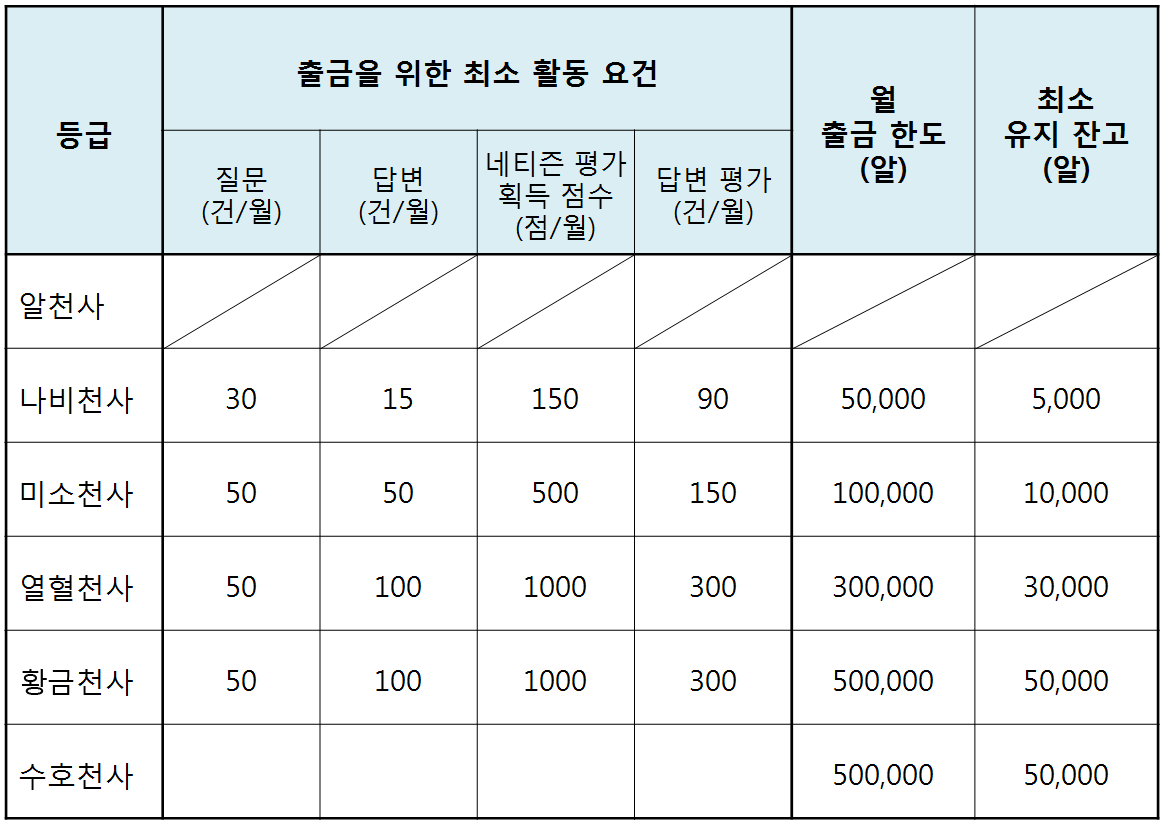 등급
출금을 위한 최소 활동 요건
월
출금 한도
(알)
최소
유지 잔고
(알)
질문
(건/월)
답변
(건/월)
네티즌 평가
획득 점수
(점/월)
답변 평가
(건/월)
알천사
나비천사 30 15 150 90 50,000 5,000
미소천사 50 50 500 150 100,000 10,000
열혈천사 50 100 1000 300 300,000 30,000
황금천사 50 100 1000 300 500,000 50,000
수호천사 500,000 50,000